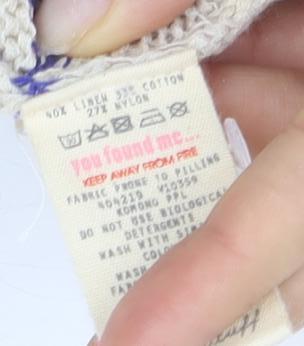 40% LINEN 33% COTTON
27% NYLON
you found me...
KEEP AWAY FROM FIRE
FABRIC PRONE TO PILLING
KOMONO PPL
DO NOT USE BIOLOGICAL
DETERGENTS
WASH WITH
COLO
WASH